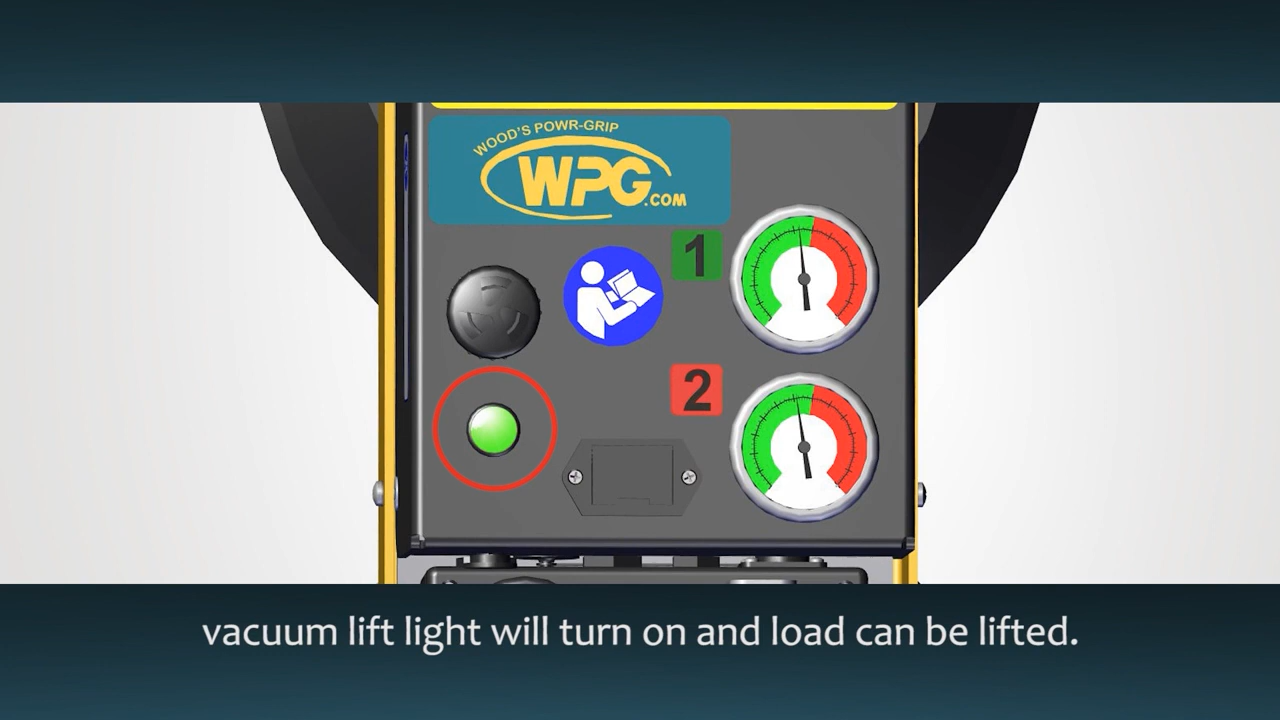 WOOD'S POWR-GRIP
WPG.COM
1
2
vacuum lift light will turn on and load can be lifted.